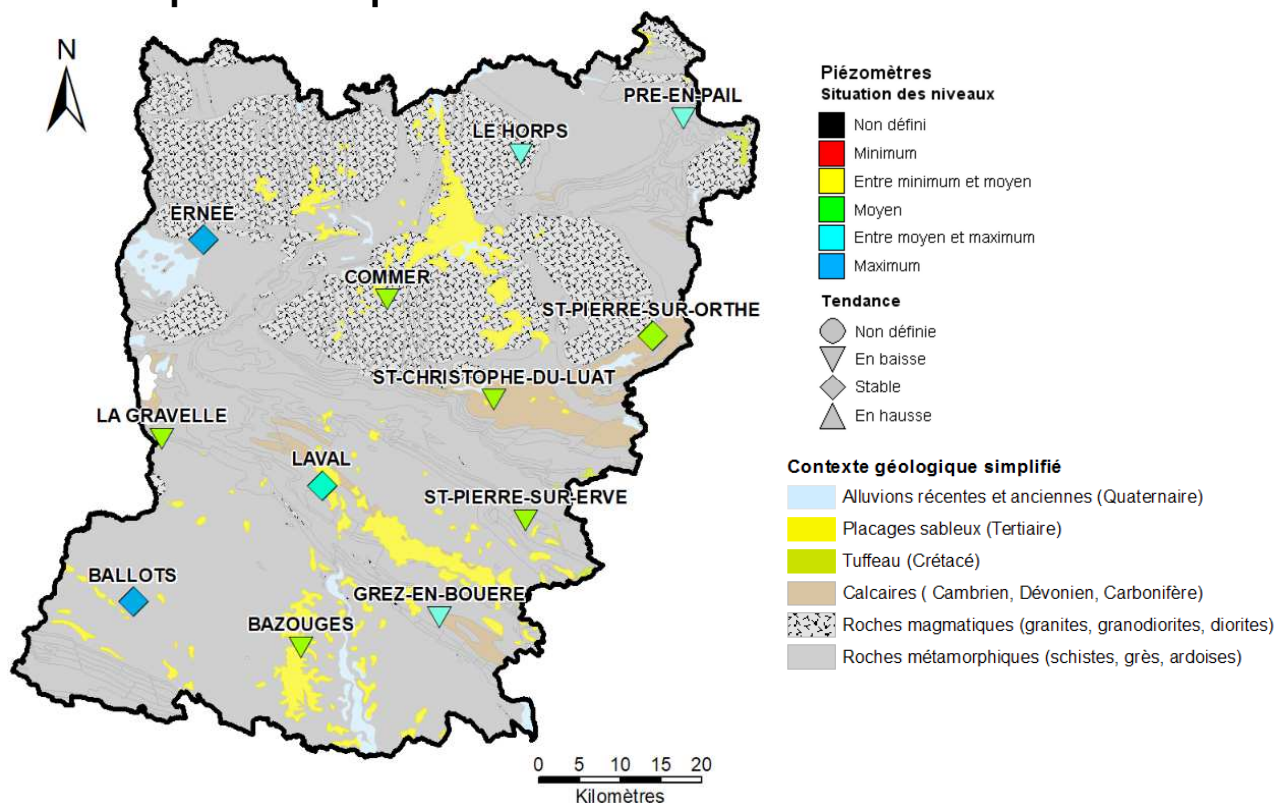 N
PRE-EN-PAIL
LE HORPS
ERNEE
COMMER
ST-PIERRE-SUR-ORTHE
ST-CHRISTOPHE-DU-LUAT
LA GRAVELLE
LAVAL
ST-PIERRE-SUR-ERVE
BALLOTS
GREZ-EN-BOUERE
BAZOUGES
0 5 10 15 20
Kilomètres
Piézomètres
Situation des niveaux
Non défini
Minimum
Entre minimum et moyen
Moyen
Entre moyen et maximum
Maximum
Tendance
Non définie
En baisse
Stable
En hausse
Contexte géologique simplifié
Alluvions récentes et anciennes (Quaternaire)
Placages sableux (Tertiaire)
Tuffeau (Crétacé)
Calcaires ( Cambrien, Dévonien, Carbonifère)
Roches magmatiques (granites, granodiorites, diorites)
Roches métamorphiques (schistes, grès, ardoises)